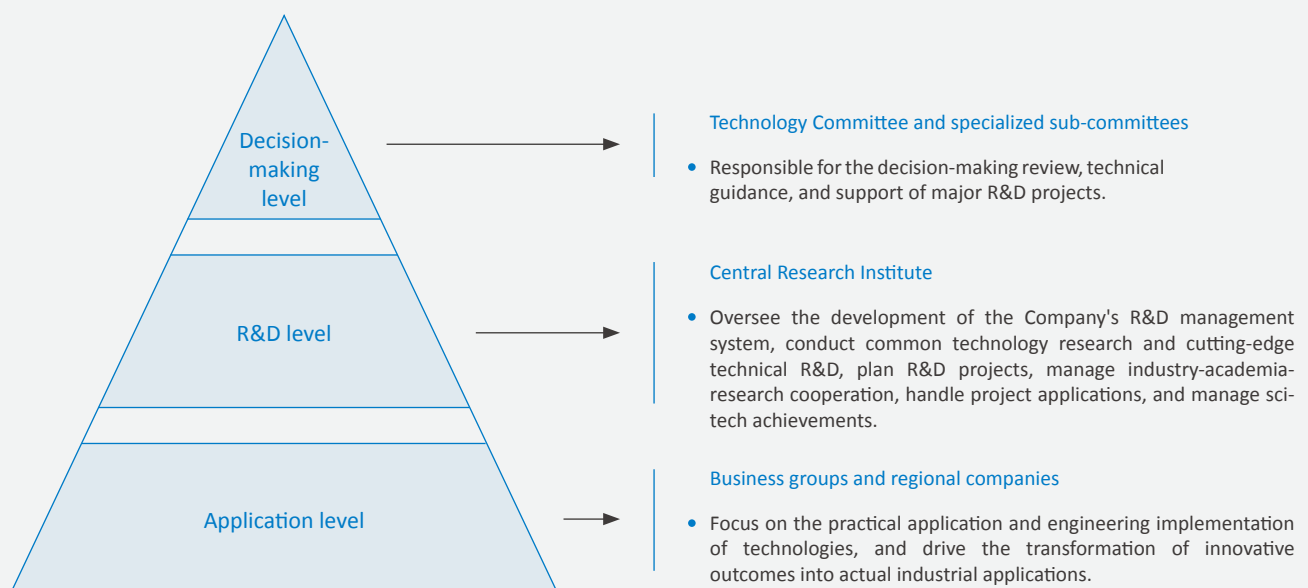 Decision-
making
level
Technology Committee and specialized sub-committees
• Responsible for the decision-making review, technical
guidance, and support of major R&D projects.
R&D level
Central Research Institute
• Oversee the development of the Company's R&D management
system, conduct common technology research and cutting-edge
technical R&D, plan R&D projects, manage industry-academia-
research cooperation, handle project applications, and manage sci-
tech achievements.
Application level
Business groups and regional companies
• Focus on the practical application and engineering implementation
of technologies, and drive the transformation of innovative
outcomes into actual industrial applications.